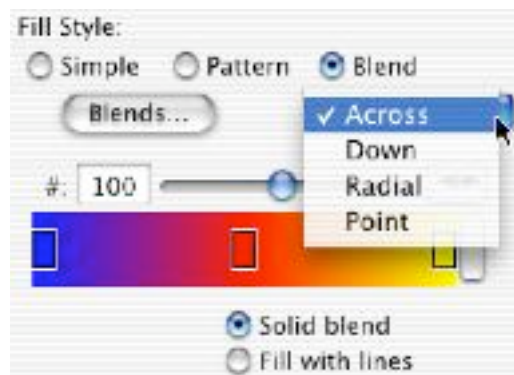 Fill Style:
Simple Pattern Blend
Blends... ✓ Across
Down
#: 100 Radial
Point
Solid blend
Fill with lines